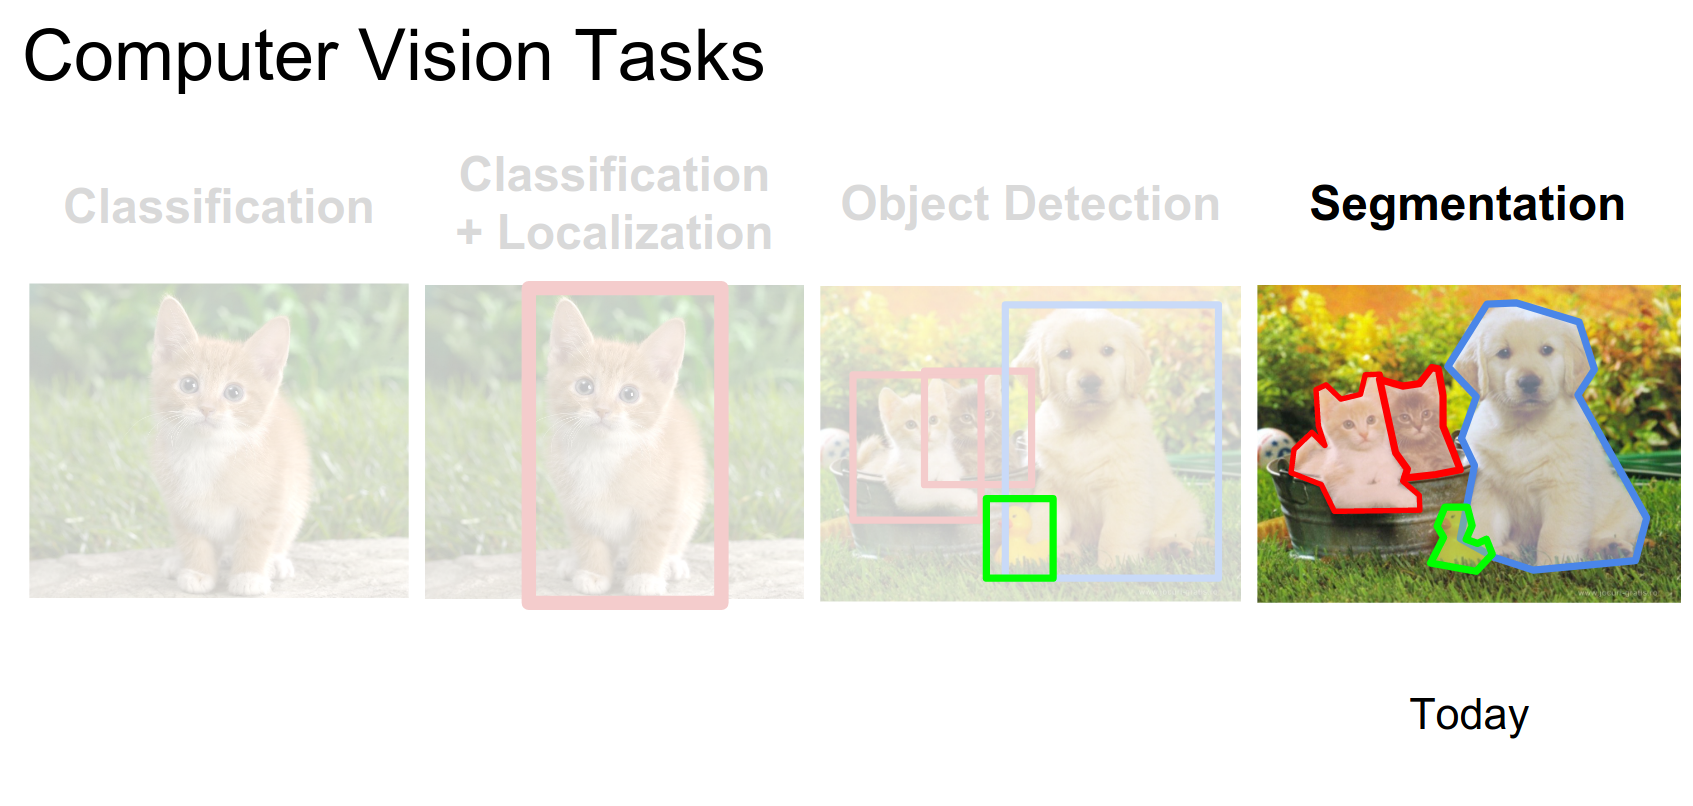 Computer Vision Tasks
Classification
Classification
+ Localization
Object Detection
Segmentation
Today